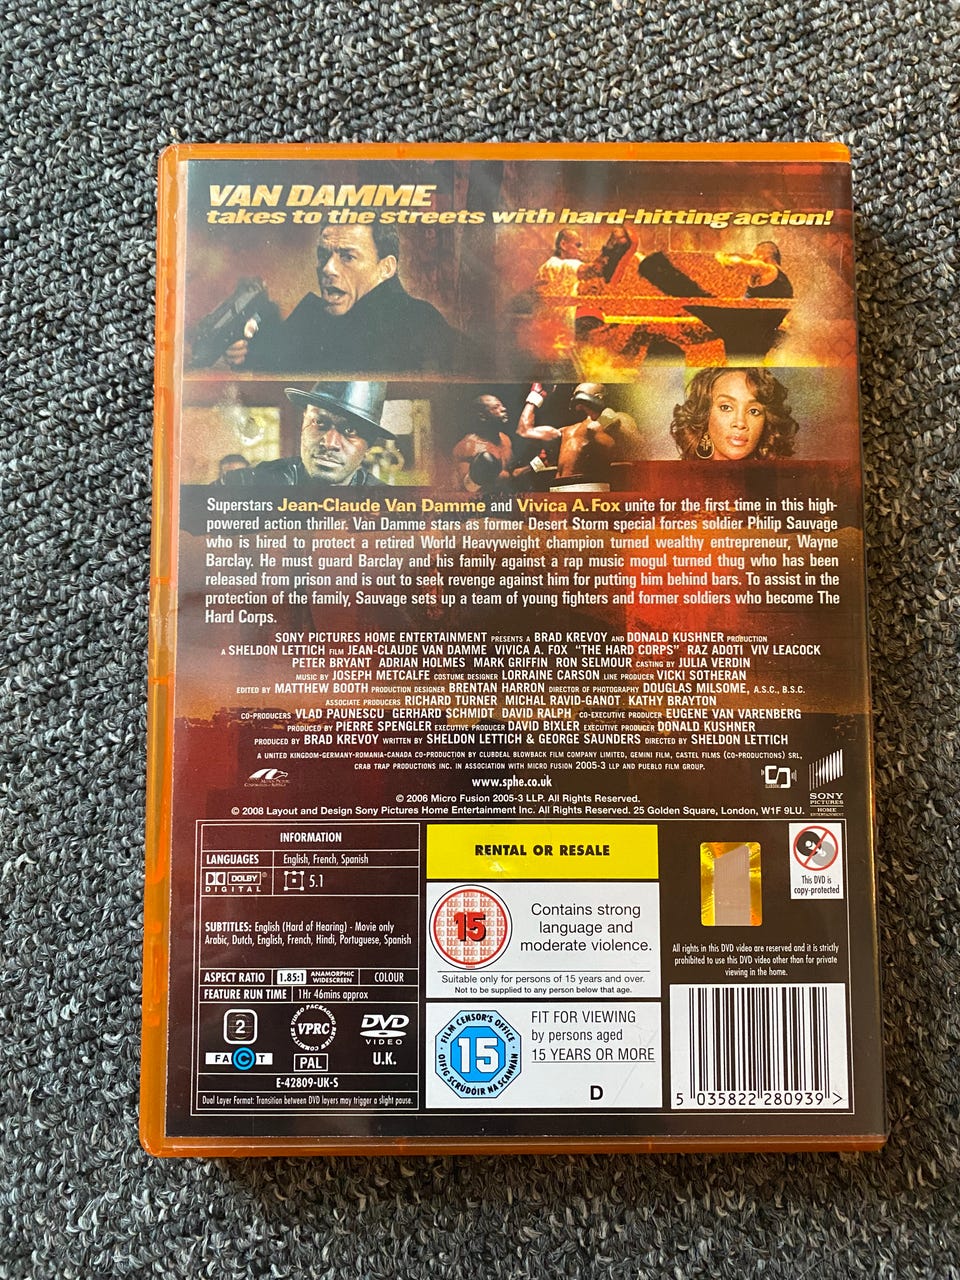 VAN DAMME
takes to the streets with hard-hitting action!
Superstars Jean-Claude Van Damme and Vivica A. Fox unite for the first time in this high-
powered action thriller. Van Damme stars as former Desert Storm special forces soldier Philip Sauvage
who is hired to protect a retired World Heavyweight champion turned wealthy entrepreneur, Wayne
Barclay. He must guard Barclay and his family against a rap music mogul turned thug who has been
released from prison and is out to seek revenge against him for putting him behind bars. To assist in the
protection of the family, Sauvage sets up a team of young fighters and former soldiers who become The
Hard Corps.
SONY PICTURES HOME ENTERTAINMENT PRESENTS A BRAD KREVOY AND DONALD KUSHNER PRODUCTION
A SHELDON LETTICH FILM JEAN-CLAUDE VAN DAMME VIVICA A. FOX "THE HARD CORPS" RAZ ADOTI VIV LEACOCK
PETER BRYANT ADRIAN HOLMES MARK GRIFFIN RON SELMOUR CASTING BY JULIA VERDIN
MUSIC BY JOSEPH METCALFE COSTUME DESIGNER LORRAINE CARSON LINE PRODUCER VICKI SOTHERAN
EDITED BY MATTHEW BOOTH PRODUCTION DESIGNER BRENTAN HARRON DIRECTOR OF PHOTOGRAPHY DOUGLAS MILSOME, A.S.C., B.S.C.
ASSOCIATE PRODUCERS RICHARD TURNER MICHAL RAVID-GANOT KATHY BRAYTON
CO-PRODUCERS VLAD PAUNESCU GERHARD SCHMIDT DAVID RALPH CO-EXECUTIVE PRODUCER EUGENE VAN VARENBERG
PRODUCED BY PIERRE SPENGLER EXECUTIVE PRODUCER DAVID BIXLER EXECUTIVE PRODUCER DONALD KUSHNER
PRODUCED BY BRAD KREVOY WRITTEN BY SHELDON LETTICH & GEORGE SAUNDERS DIRECTED BY SHELDON LETTICH
A UNITED KINGDOM-GERMANY-ROMANIA-CANADA CO-PRODUCTION BY CLUBDEAL BLOWBACK FILM COMPANY LIMITED, GEMINI FILM, CASTEL FILMS (CO-PRODUCTIONS) SRL,
CRAB TRAP PRODUCTIONS INC. IN ASSOCIATION WITH MICRO FUSION 2005-3 LLP AND PUEBLO FILM GROUP.
www.sphe.co.uk
SONY
PICTURES
HOME
ENTERTAINMENT
© 2006 Micro Fusion 2005-3 LLP. All Rights Reserved.
© 2008 Layout and Design Sony Pictures Home Entertainment Inc. All Rights Reserved. 25 Golden Square, London, W1F 9LU.
INFORMATION
LANGUAGES English, French, Spanish
DOLBY
DIGITAL
5.1
SUBTITLES: English (Hard of Hearing) - Movie only
Arabic, Dutch, English, French, Hindi, Portuguese, Spanish
ASPECT RATIO 1.85:1 ANAMORPHIC WIDESCREEN COLOUR
FEATURE RUN TIME 1Hr 46mins approx
2
VIDEO PACKAGING REVIEW COMMITTEE
VPRC
DVD
VIDEO
FACT
PAL
U.K.
E-42809-UK-S
Dual Layer Format: Transition between DVD layers may trigger a slight pause.
RENTAL OR RESALE
15
Contains strong
language and
moderate violence.
Suitable only for persons of 15 years and over.
Not to be supplied to any person below that age.
FILM CENSOR'S OFFICE
15
OIFIG SCRÚDÓIR NA SCANNÁN
FIT FOR VIEWING
by persons aged
15 YEARS OR MORE
D
This DVD is
copy-protected
All rights in this DVD video are reserved and it is strictly
prohibited to use this DVD video other than for private
viewing in the home.
5 035822 280939 >